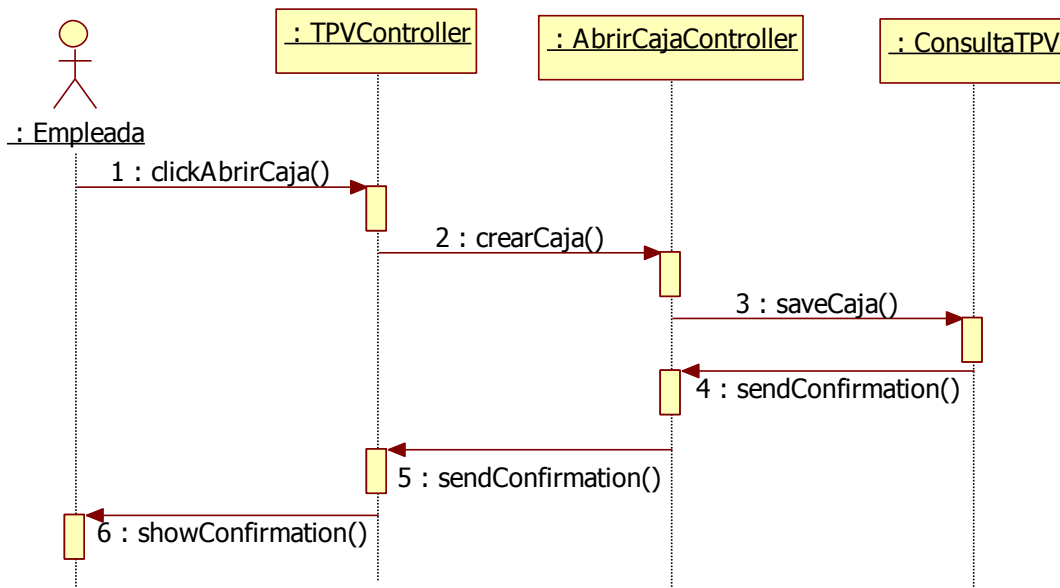 : TPVController
: AbrirCajaController
: ConsultaTPV
: Empleada
1 : clickAbrirCaja()
2 : crearCaja()
3 : saveCaja()
4 : sendConfirmation()
5 : sendConfirmation()
6 : showConfirmation()